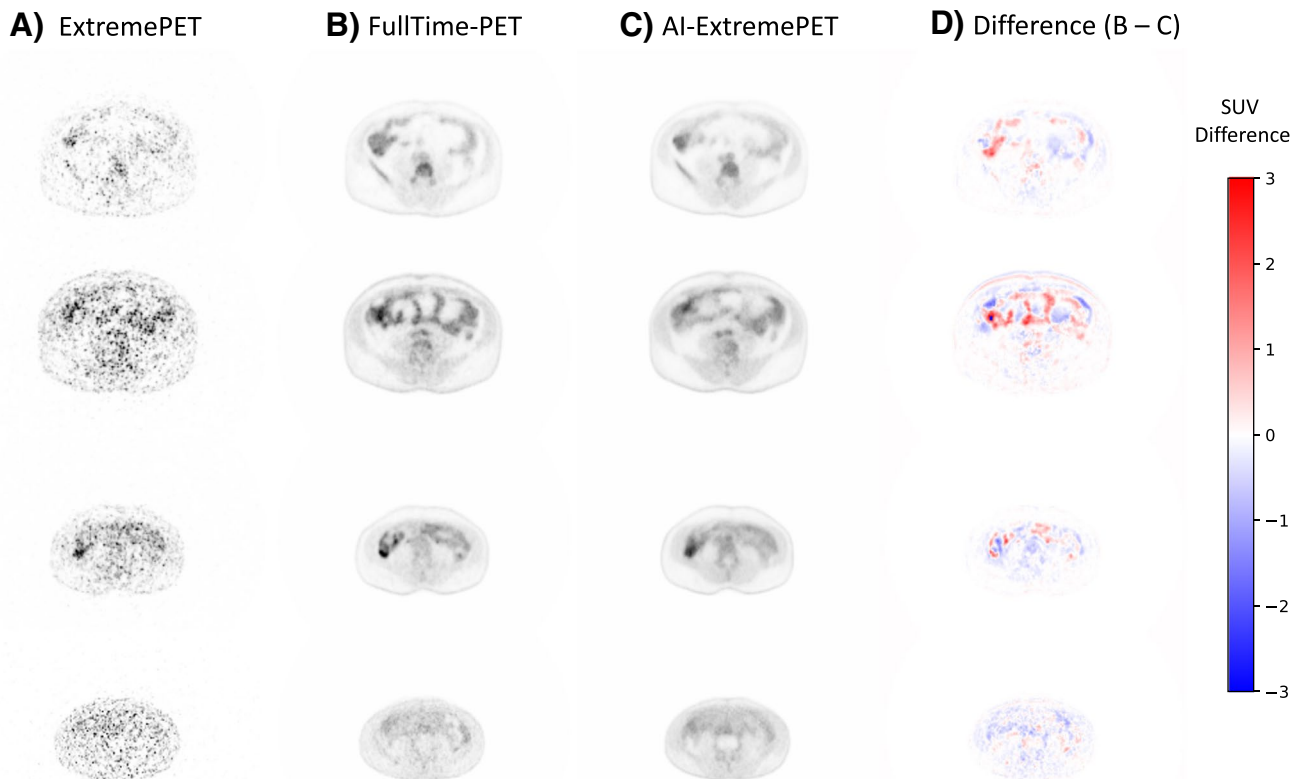 A) ExtremePET
B) FullTime-PET
C) AI-ExtremePET
D) Difference (B – C)
SUV
Difference
3
2
1
0
−1
−2
−3